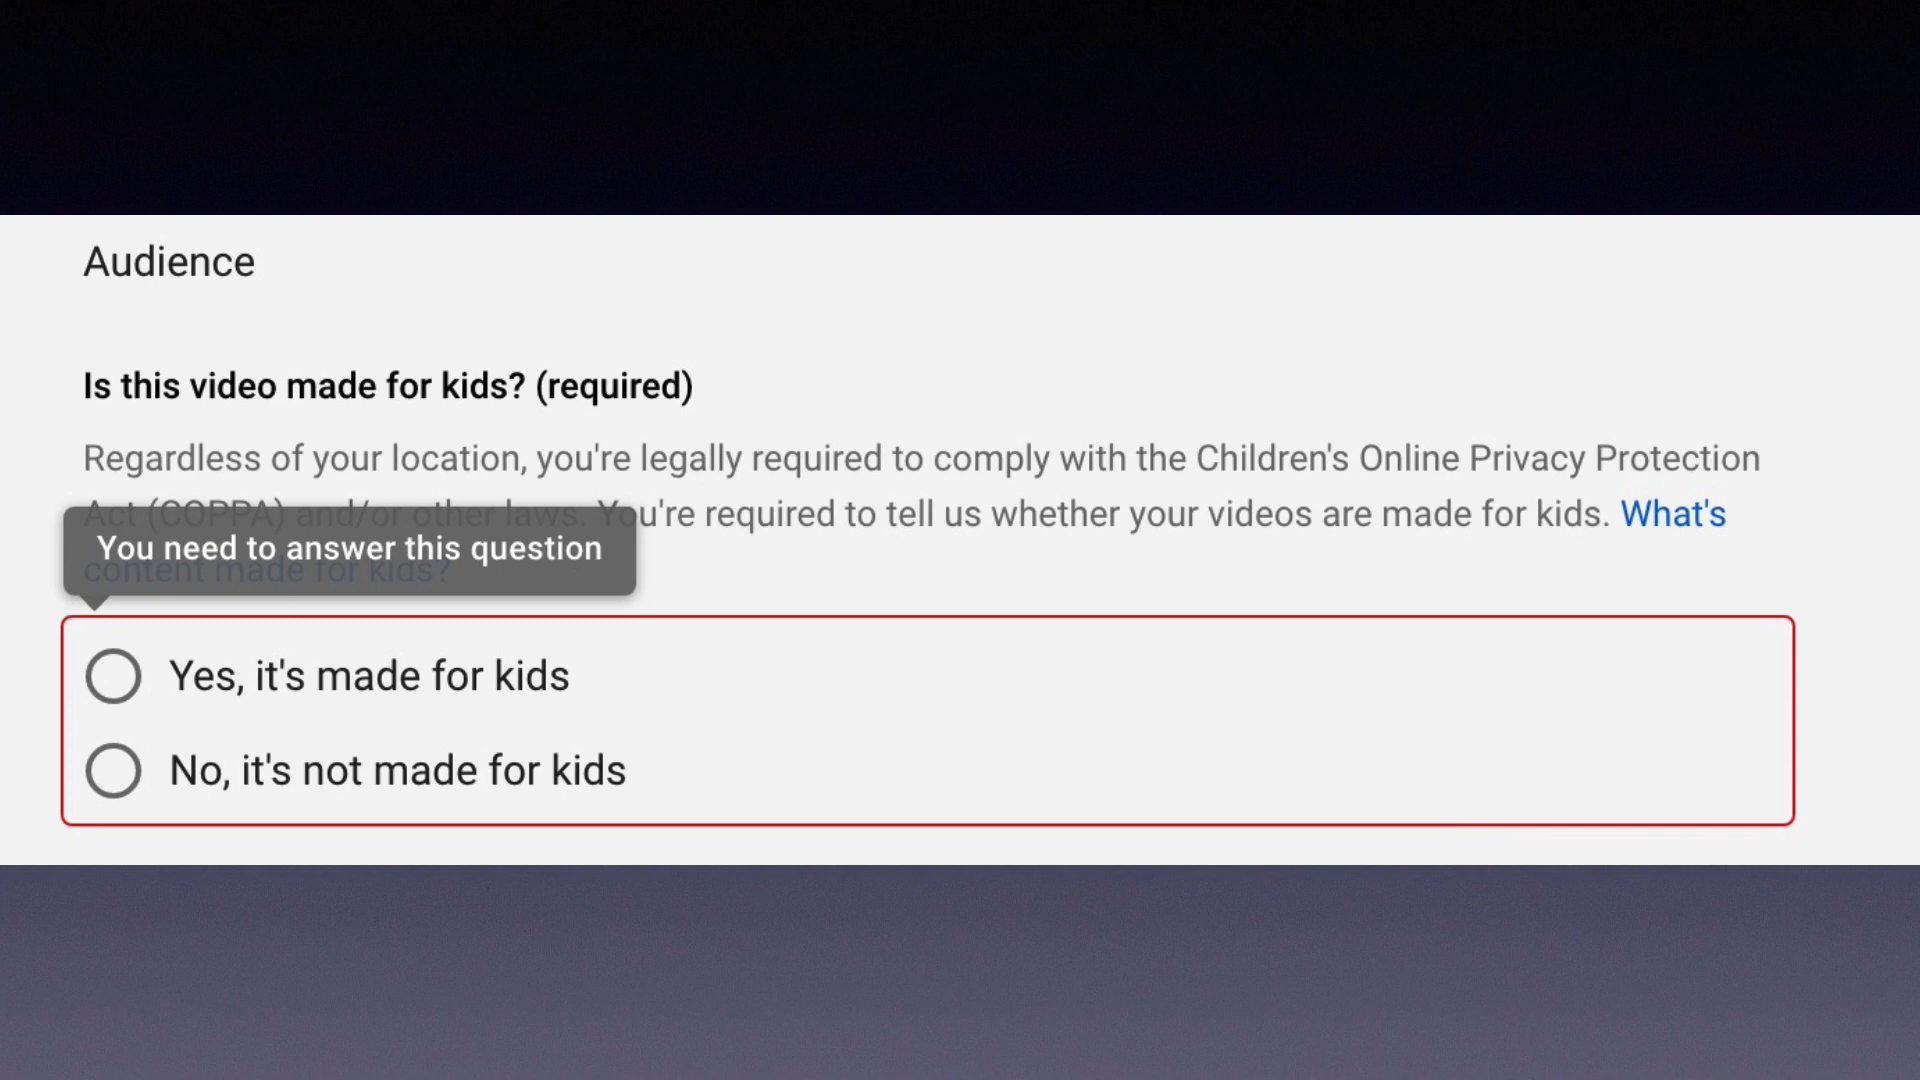 Audience
Is this video made for kids? (required)
Regardless of your location, you're legally required to comply with the Children's Online Privacy Protection
Act (COPPA) and/or other laws. You're required to tell us whether your videos are made for kids. What's
content made for kids?
You need to answer this question
Yes, it's made for kids
No, it's not made for kids